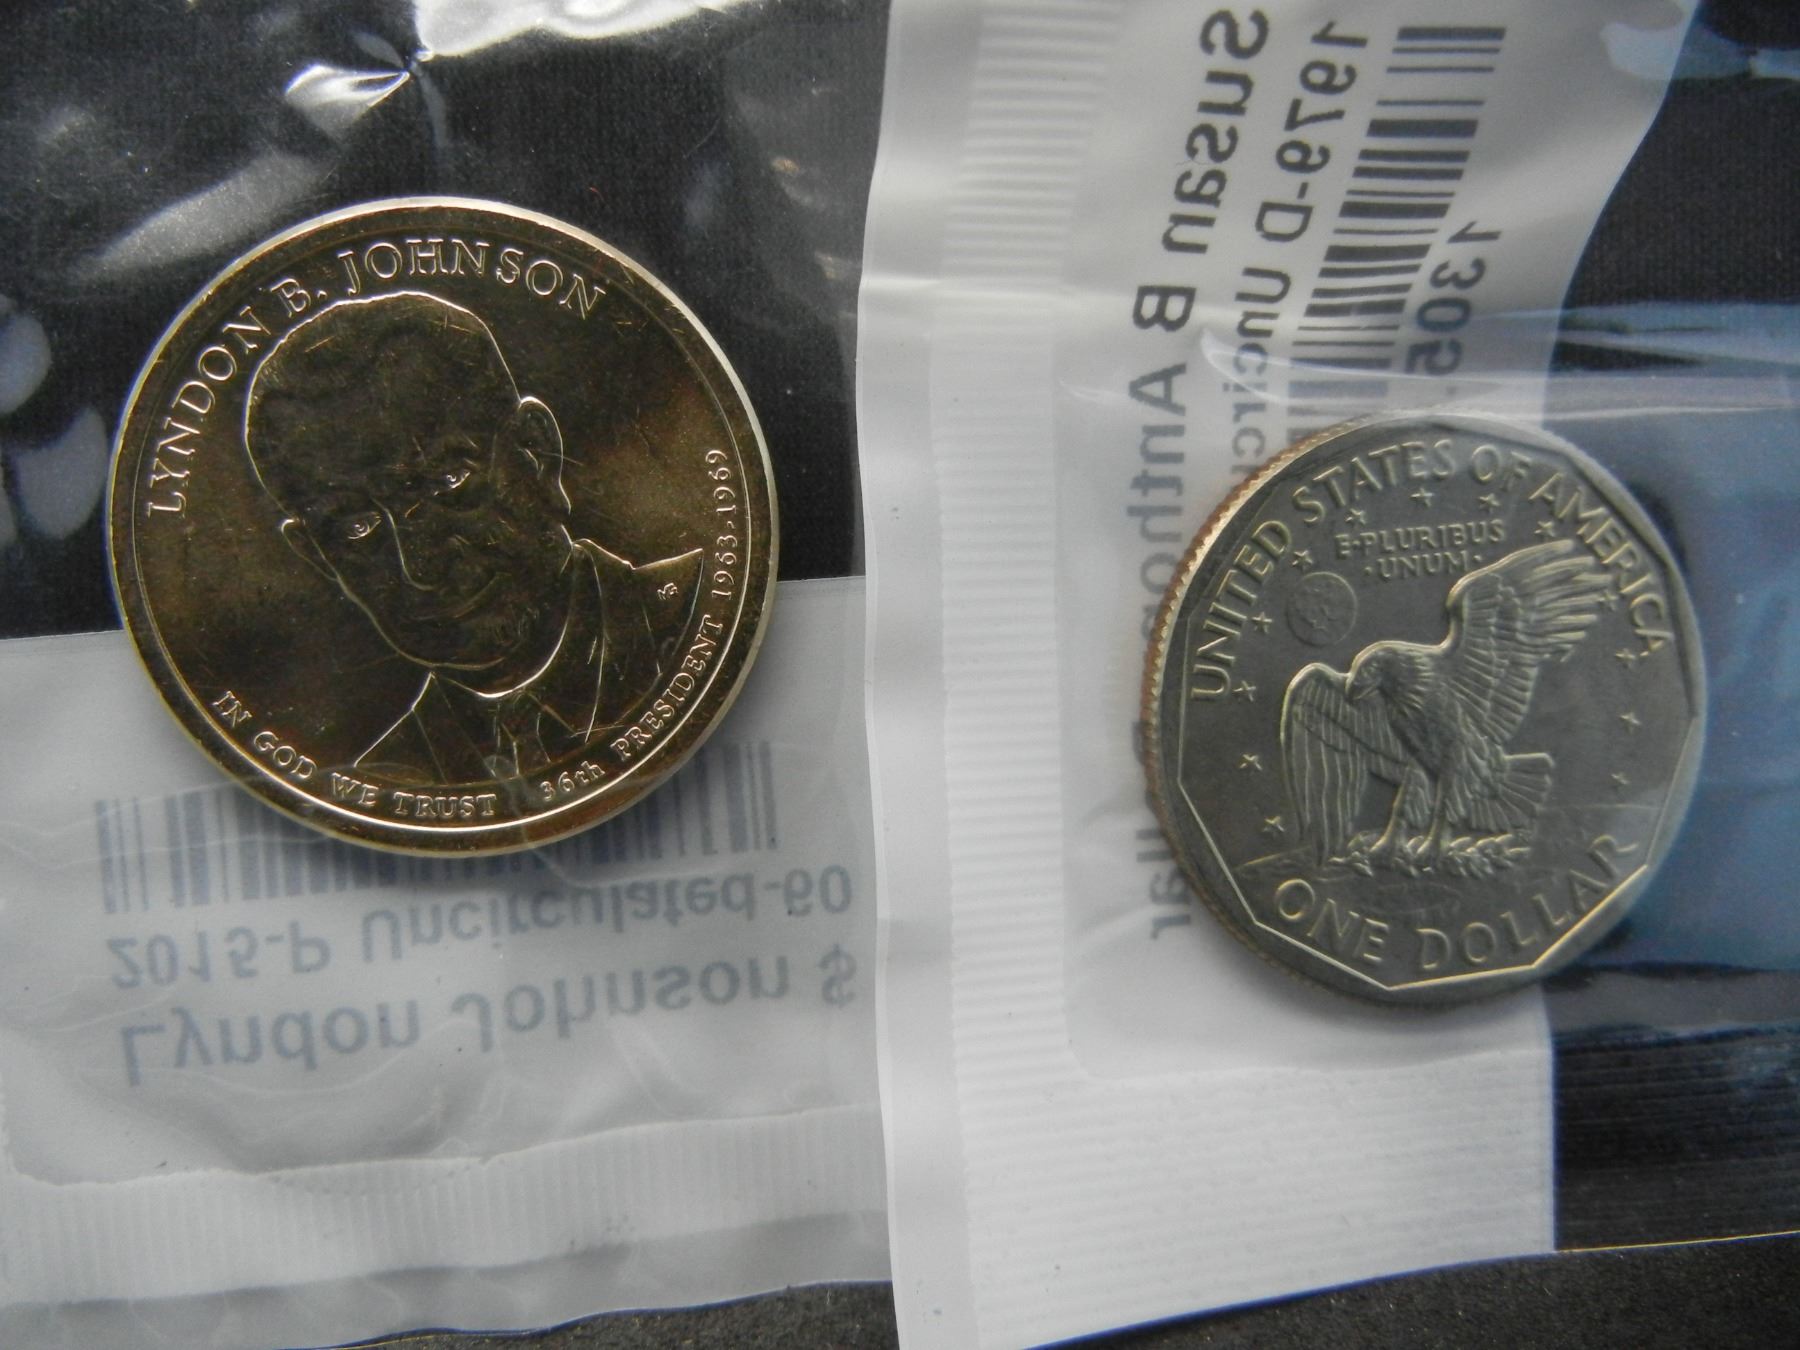 LYNDON B. JOHNSON
IN GOD WE TRUST 36th PRESIDENT 1963-1969
2015-P Uncirculated-60
Lyndon Johnson $
Susan B Anthony
1979-D Uncirc
1305
UNITED STATES OF AMERICA
E·PLURIBUS
·UNUM·
ONE DOLLAR